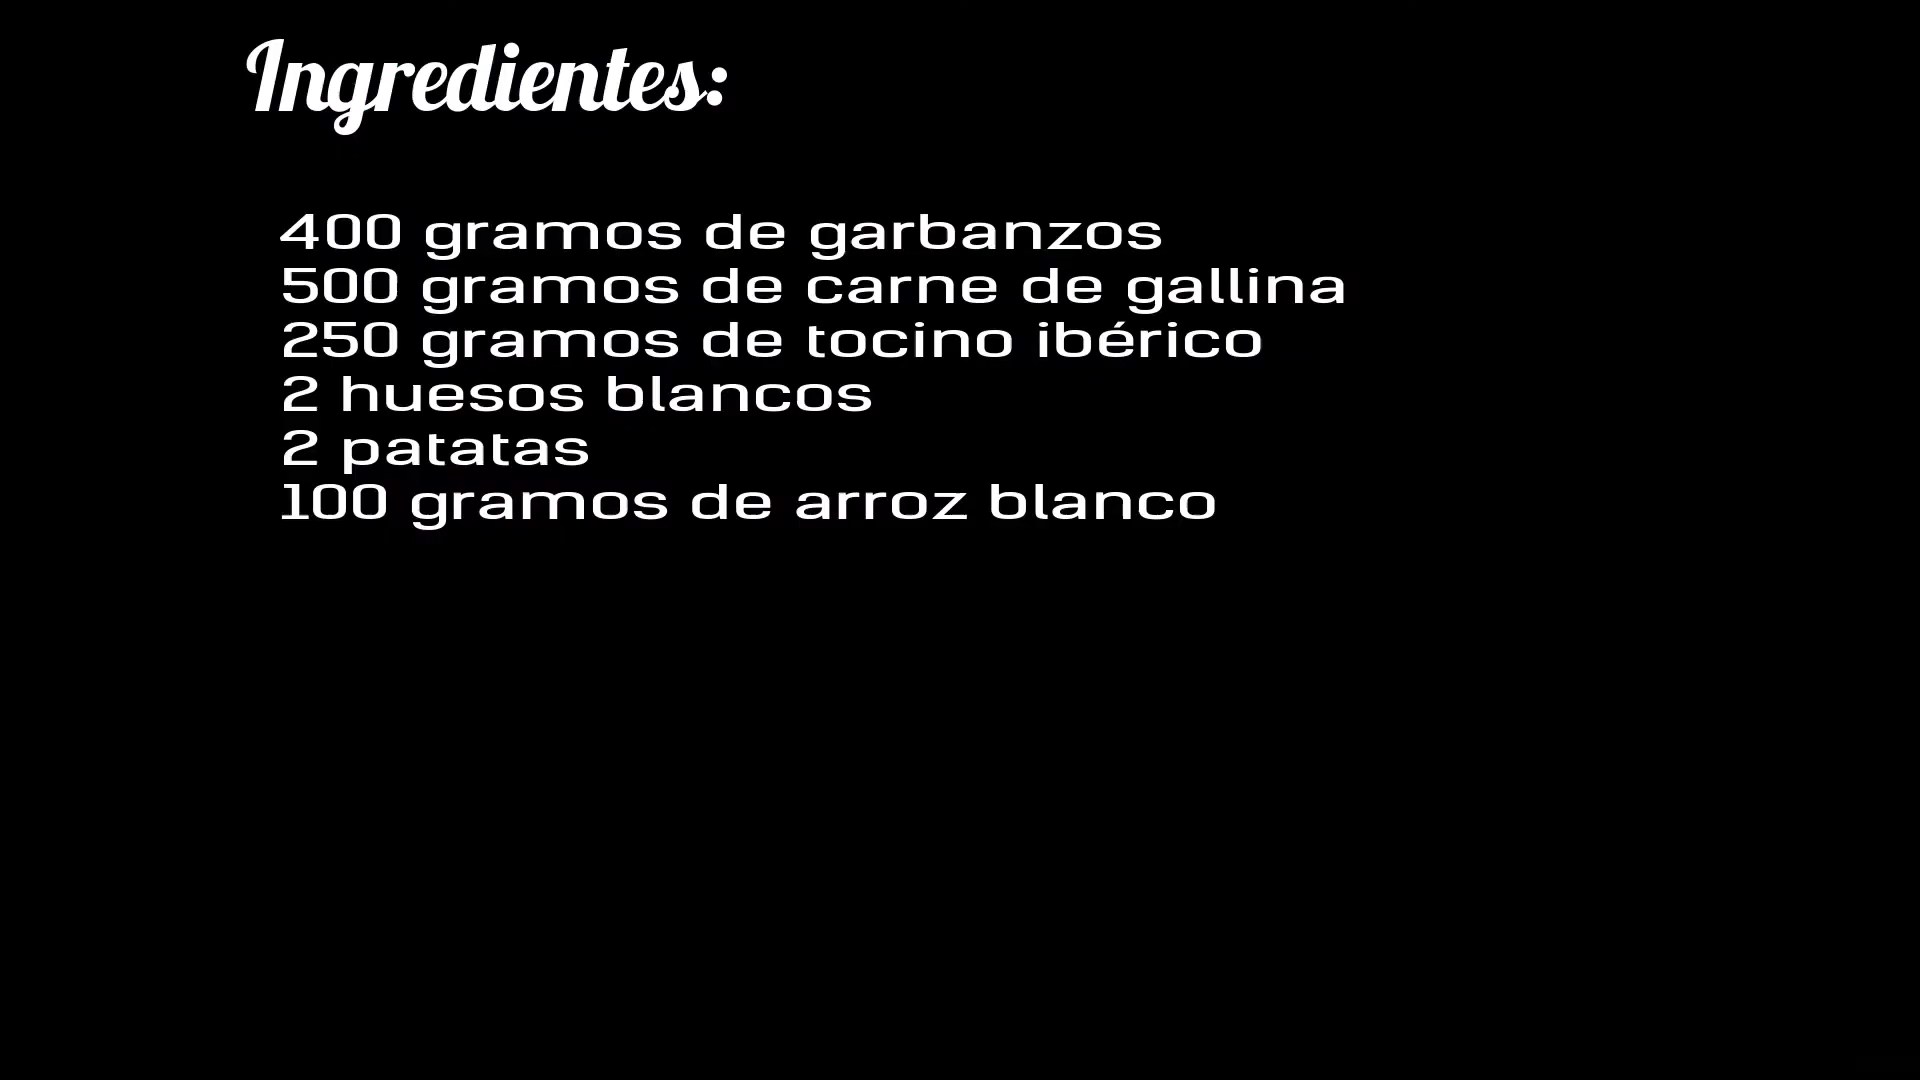 Ingredientes:
400 gramos de garbanzos
500 gramos de carne de gallina
250 gramos de tocino ibérico
2 huesos blancos
2 patatas
100 gramos de arroz blanco